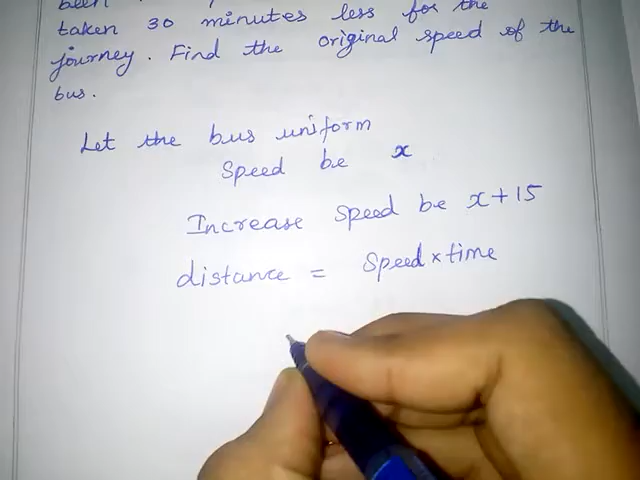 been
taken 30 minutes less for the
journey. Find the original speed of the
bus.
Let the bus uniform
Speed be x
Increase speed be x+15
distance = Speed × time